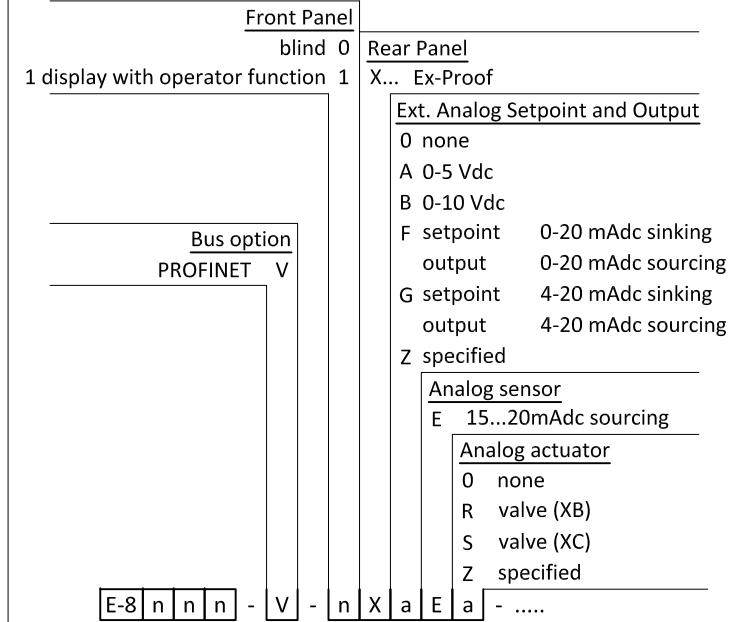 Front Panel
blind 0
Rear Panel
1 display with operator function 1
X... Ex-Proof
Ext. Analog Setpoint and Output
0 none
A 0-5 Vdc
B 0-10 Vdc
F setpoint 0-20 mAdc sinking
output 0-20 mAdc sourcing
Bus option
PROFINET V
G setpoint 4-20 mAdc sinking
output 4-20 mAdc sourcing
Z specified
Analog sensor
E 15...20mAdc sourcing
Analog actuator
0 none
R valve (XB)
S valve (XC)
Z specified
E-8 n n n - V - n X a E a - .....